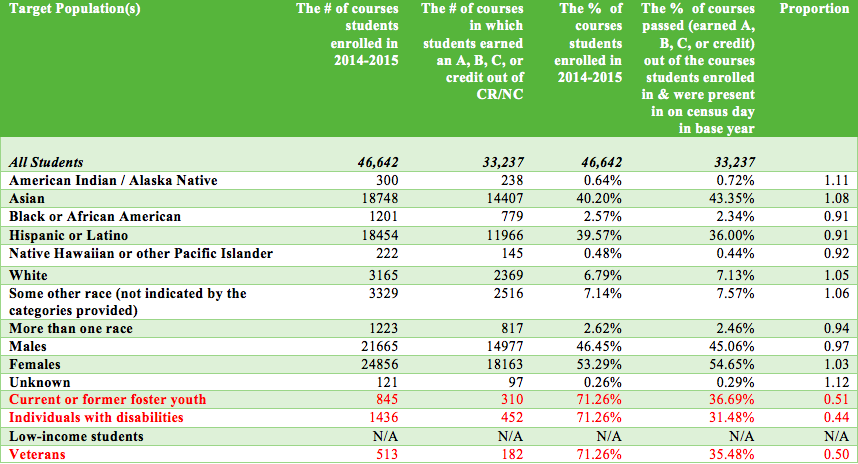 Target Population(s) The # of courses students enrolled in 2014-2015 The # of courses in which students earned an A, B, C, or credit out of CR/NC The % of courses students enrolled in 2014-2015 The % of courses passed (earned A, B, C, or credit) out of the courses students enrolled in & were present in on census day in base year Proportion
All Students 46,642 33,237 46,642 33,237
American Indian / Alaska Native 300 238 0.64% 0.72% 1.11
Asian 18748 14407 40.20% 43.35% 1.08
Black or African American 1201 779 2.57% 2.34% 0.91
Hispanic or Latino 18454 11966 39.57% 36.00% 0.91
Native Hawaiian or other Pacific Islander 222 145 0.48% 0.44% 0.92
White 3165 2369 6.79% 7.13% 1.05
Some other race (not indicated by the categories provided) 3329 2516 7.14% 7.57% 1.06
More than one race 1223 817 2.62% 2.46% 0.94
Males 21665 14977 46.45% 45.06% 0.97
Females 24856 18163 53.29% 54.65% 1.03
Unknown 121 97 0.26% 0.29% 1.12
Current or former foster youth 845 310 71.26% 36.69% 0.51
Individuals with disabilities 1436 452 71.26% 31.48% 0.44
Low-income students N/A N/A N/A N/A N/A
Veterans 513 182 71.26% 35.48% 0.50